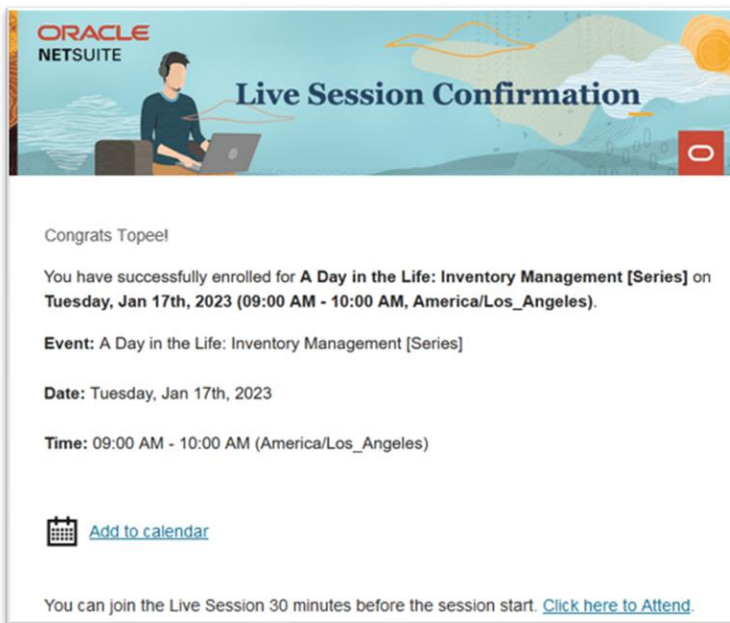 ORACLE
NETSUITE
Live Session Confirmation
Congrats Topee!
You have successfully enrolled for A Day in the Life: Inventory Management [Series] on
Tuesday, Jan 17th, 2023 (09:00 AM - 10:00 AM, America/Los_Angeles).
Event: A Day in the Life: Inventory Management [Series]
Date: Tuesday, Jan 17th, 2023
Time: 09:00 AM - 10:00 AM (America/Los_Angeles)
Add to calendar
You can join the Live Session 30 minutes before the session start. Click here to Attend.